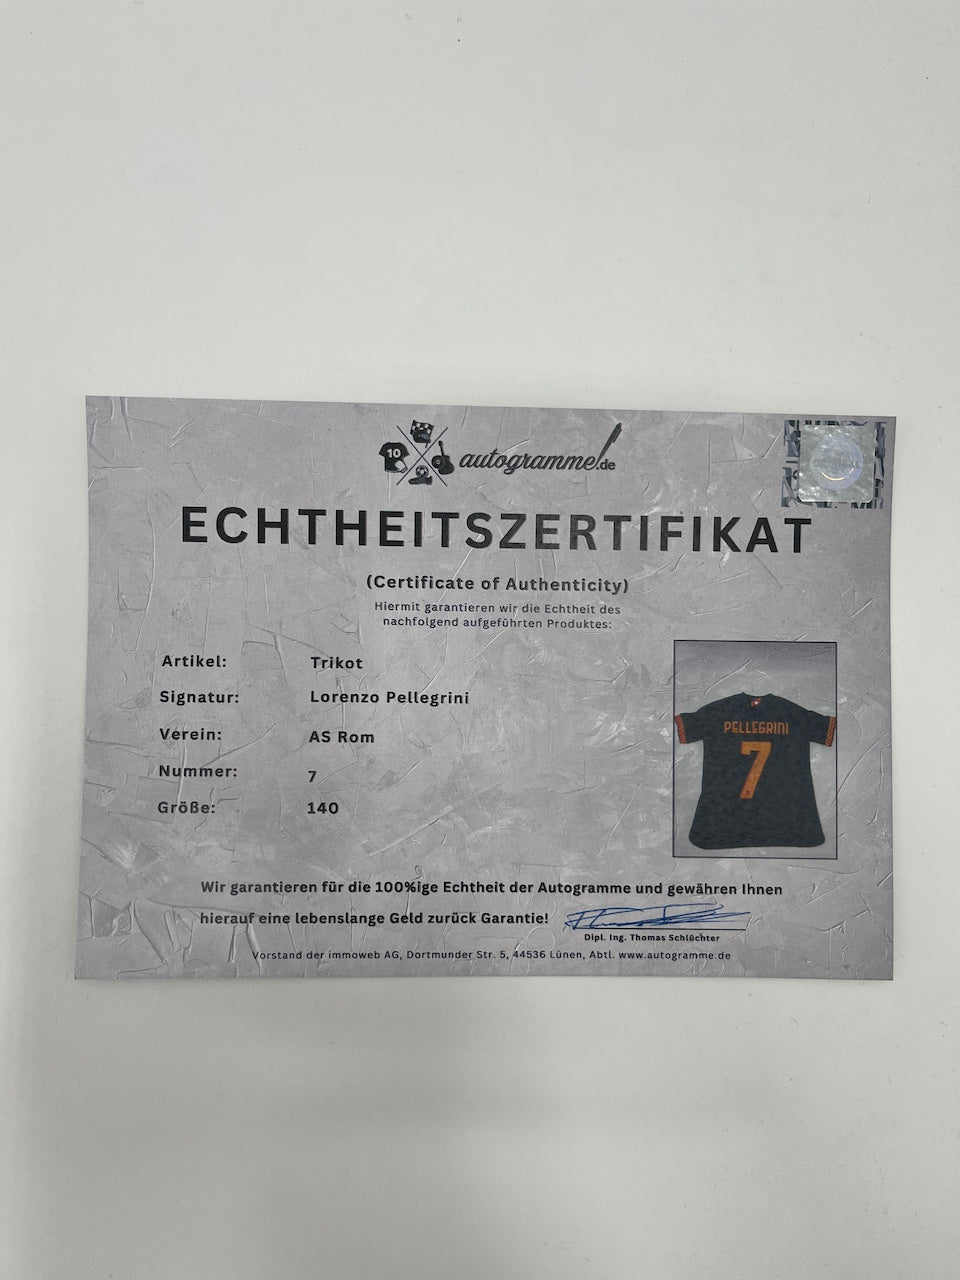 10 autogramme!.de
ECHTHEITSZERTIFIKAT
(Certificate of Authenticity)
Hiermit garantieren wir die Echtheit des
nachfolgend aufgeführten Produktes:
Artikel: Trikot
Signatur: Lorenzo Pellegrini
Verein: AS Rom
Nummer: 7
Größe: 140
PELLEGRINI
7
Wir garantieren für die 100%ige Echtheit der Autogramme und gewähren Ihnen
hierauf eine lebenslange Geld zurück Garantie!
Dipl. Ing. Thomas Schlüchter
Vorstand der immoweb AG, Dortmunder Str. 5, 44536 Lünen, Abtl. www.autogramme.de